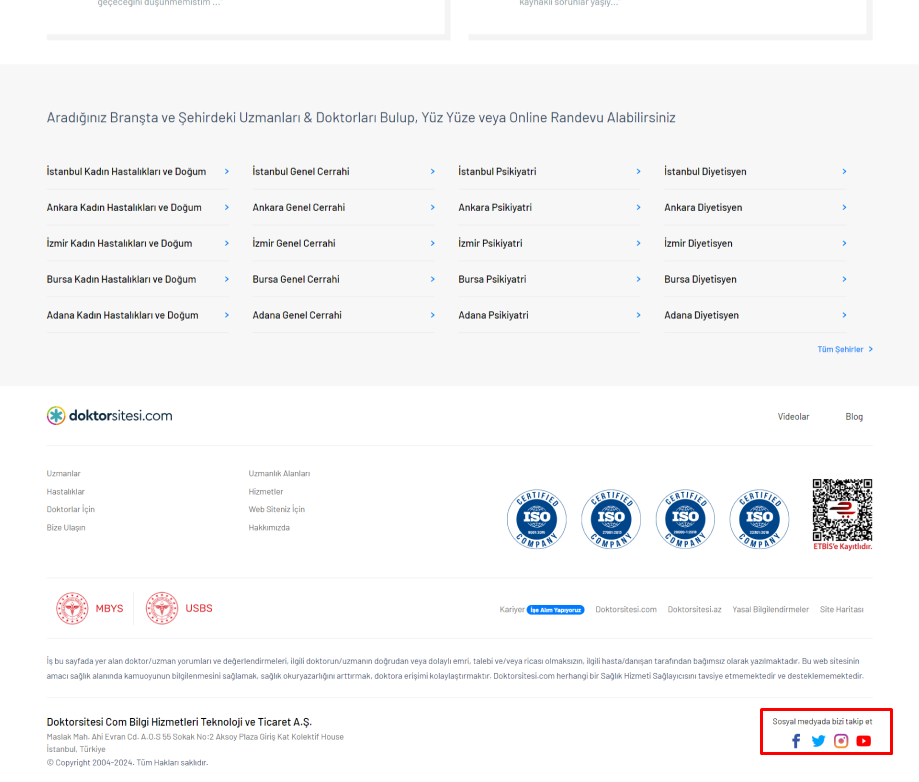 geçeceğini düşünmemiştim ...
kaynaklı sorunlar yaşıy...
Aradığınız Branşta ve Şehirdeki Uzmanları & Doktorları Bulup, Yüz Yüze veya Online Randevu Alabilirsiniz
İstanbul Kadın Hastalıkları ve Doğum
İstanbul Genel Cerrahi
İstanbul Psikiyatri
İstanbul Diyetisyen
Ankara Kadın Hastalıkları ve Doğum
Ankara Genel Cerrahi
Ankara Psikiyatri
Ankara Diyetisyen
İzmir Kadın Hastalıkları ve Doğum
İzmir Genel Cerrahi
İzmir Psikiyatri
İzmir Diyetisyen
Bursa Kadın Hastalıkları ve Doğum
Bursa Genel Cerrahi
Bursa Psikiyatri
Bursa Diyetisyen
Adana Kadın Hastalıkları ve Doğum
Adana Genel Cerrahi
Adana Psikiyatri
Adana Diyetisyen
Tüm Şehirler
doktorsitesi.com
Videolar
Blog
Uzmanlar
Uzmanlık Alanları
Hastalıklar
Hizmetler
Doktorlar İçin
Web Siteniz İçin
Bize Ulaşın
Hakkımızda
CERTIFIED ISO COMPANY
CERTIFIED ISO COMPANY
CERTIFIED ISO COMPANY
CERTIFIED ISO COMPANY
ETBİS'e Kayıtlıdır.
MBYS
USBS
Kariyer İşe Alım Yapıyoruz
Doktorsitesi.com
Doktorsitesi.az
Yasal Bilgilendirmeler
Site Haritası
İş bu sayfada yer alan doktor/uzman yorumları ve değerlendirmeleri, ilgili doktorun/uzmanın doğrudan veya dolaylı emri, talebi ve/veya ricası olmaksızın, ilgili hasta/danışan tarafından bağımsız olarak yazılmaktadır. Bu web sitesinin
amacı sağlık alanında kamuoyunun bilgilenmesini sağlamak, sağlık okuryazarlığını arttırmak, doktora erişimi kolaylaştırmaktır. Doktorsitesi.com herhangi bir Sağlık Hizmeti Sağlayıcısını tavsiye etmemektedir ve desteklememektedir.
Doktorsitesi Com Bilgi Hizmetleri Teknoloji ve Ticaret A.Ş.
Sosyal medyada bizi takip et
Maslak Mah. Ahi Evran Cd. A.O.S 55 Sokak No:2 Aksoy Plaza Giriş Kat Kolektif House
İstanbul, Türkiye
© Copyright 2004-2024. Tüm Hakları saklıdır.